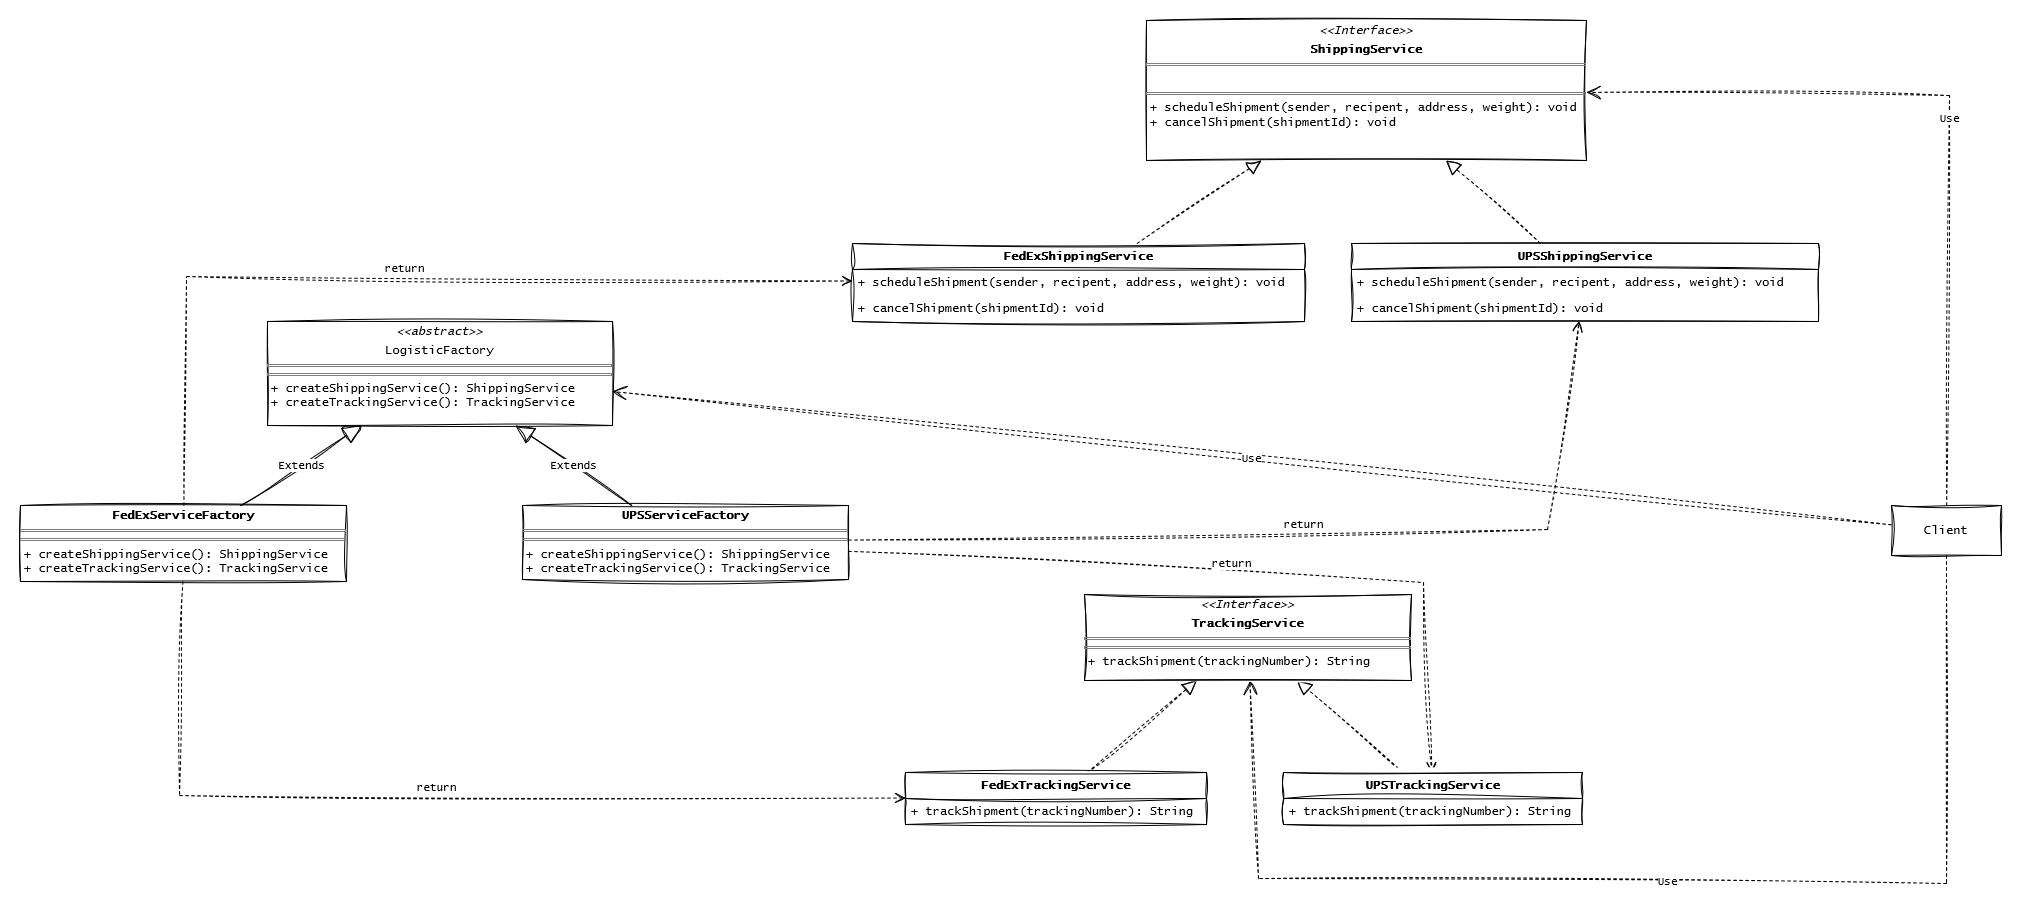 <<Interface>>
ShippingService
+ scheduleShipment(sender, recipent, address, weight): void
+ cancelShipment(shipmentId): void
Use
FedExShippingService
+ scheduleShipment(sender, recipent, address, weight): void
+ cancelShipment(shipmentId): void
UPSShippingService
+ scheduleShipment(sender, recipent, address, weight): void
+ cancelShipment(shipmentId): void
return
<<abstract>>
LogisticFactory
+ createShippingService(): ShippingService
+ createTrackingService(): TrackingService
Extends
Extends
Use
FedExServiceFactory
+ createShippingService(): ShippingService
+ createTrackingService(): TrackingService
UPSServiceFactory
+ createShippingService(): ShippingService
+ createTrackingService(): TrackingService
return
return
Client
<<Interface>>
TrackingService
+ trackShipment(trackingNumber): String
return
FedExTrackingService
+ trackShipment(trackingNumber): String
UPSTrackingService
+ trackShipment(trackingNumber): String
Use